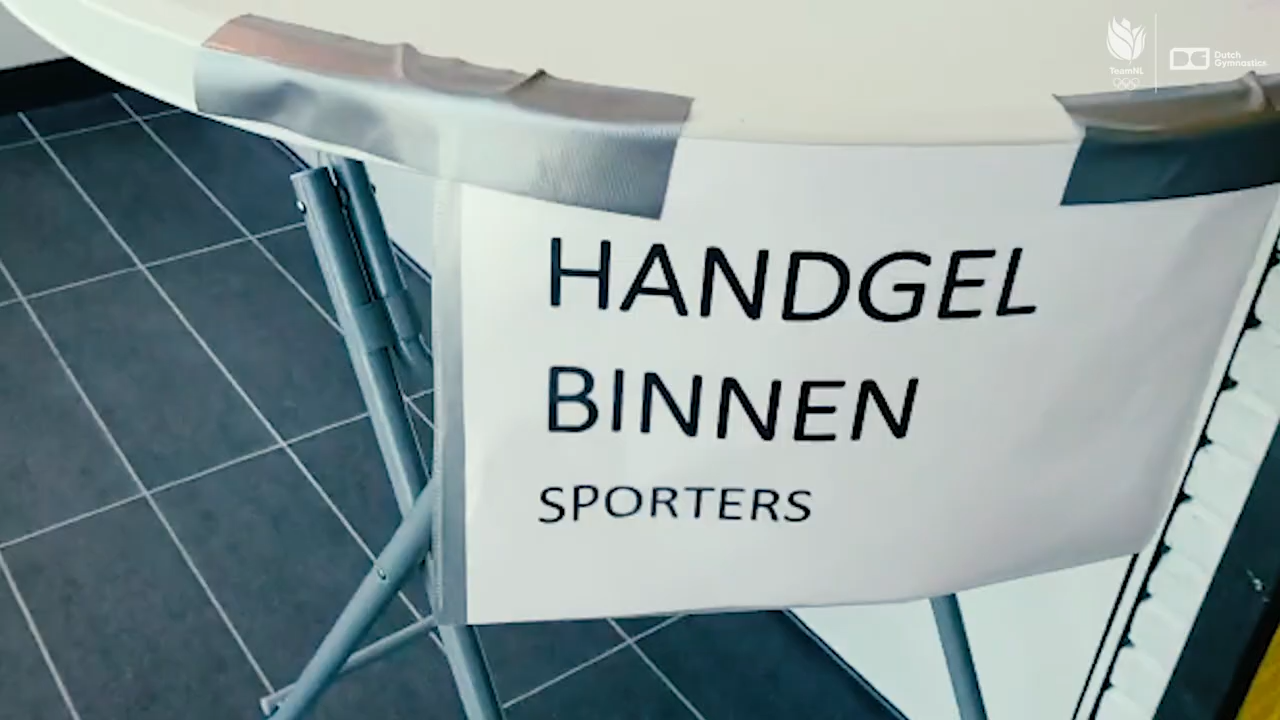 TeamNL
Dutch
Gymnastics
HANDGEL
BINNEN
SPORTERS